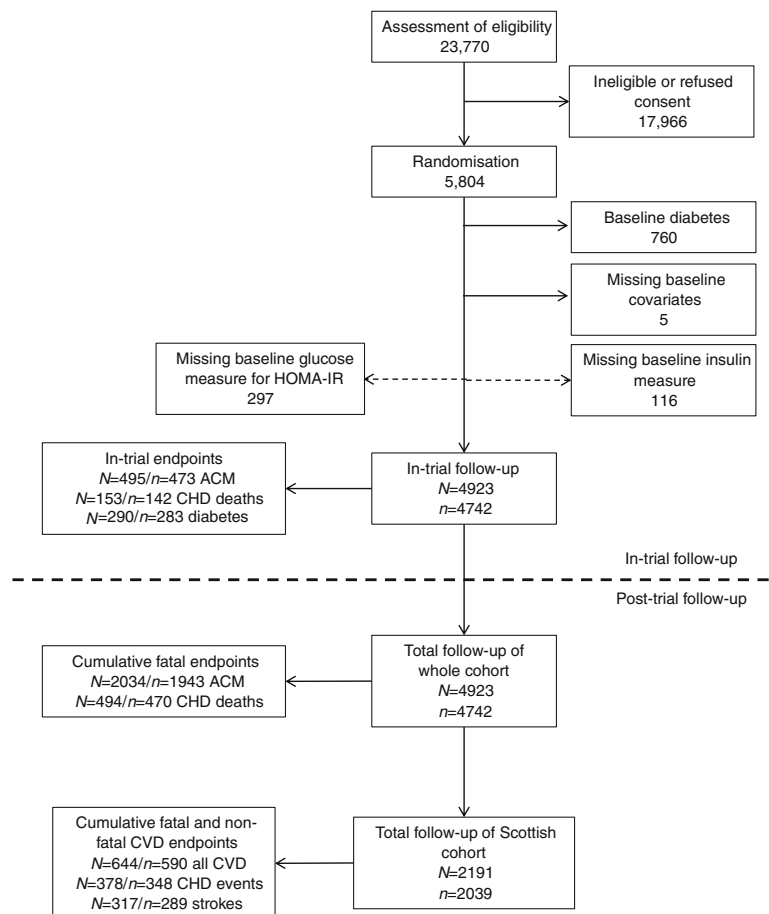 Assessment of eligibility
23,770
Ineligible or refused
consent
17,966
Randomisation
5,804
Baseline diabetes
760
Missing baseline
covariates
5
Missing baseline glucose
measure for HOMA-IR
297
Missing baseline insulin
measure
116
In-trial endpoints
N=495/n=473 ACM
N=153/n=142 CHD deaths
N=290/n=283 diabetes
In-trial follow-up
N=4923
n=4742
In-trial follow-up
Post-trial follow-up
Cumulative fatal endpoints
N=2034/n=1943 ACM
N=494/n=470 CHD deaths
Total follow-up of
whole cohort
N=4923
n=4742
Cumulative fatal and non-
fatal CVD endpoints
N=644/n=590 all CVD
N=378/n=348 CHD events
N=317/n=289 strokes
Total follow-up of Scottish
cohort
N=2191
n=2039